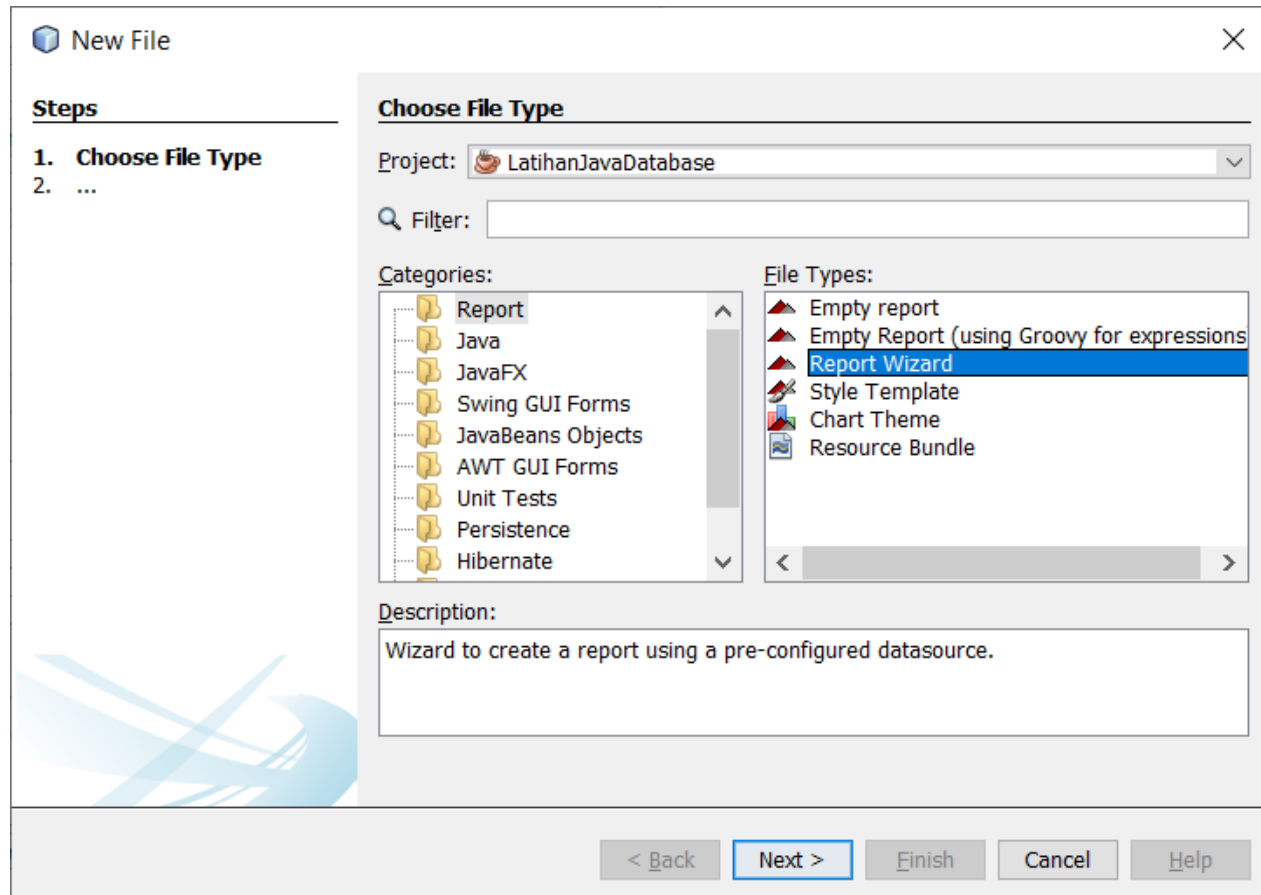 New File
Steps
1. Choose File Type
2. ...
Choose File Type
Project: LatihanJavaDatabase
Filter:
Categories:
Report
Java
JavaFX
Swing GUI Forms
JavaBeans Objects
AWT GUI Forms
Unit Tests
Persistence
Hibernate
File Types:
Empty report
Empty Report (using Groovy for expressions
Report Wizard
Style Template
Chart Theme
Resource Bundle
Description:
Wizard to create a report using a pre-configured datasource.
< Back
Next >
Finish
Cancel
Help